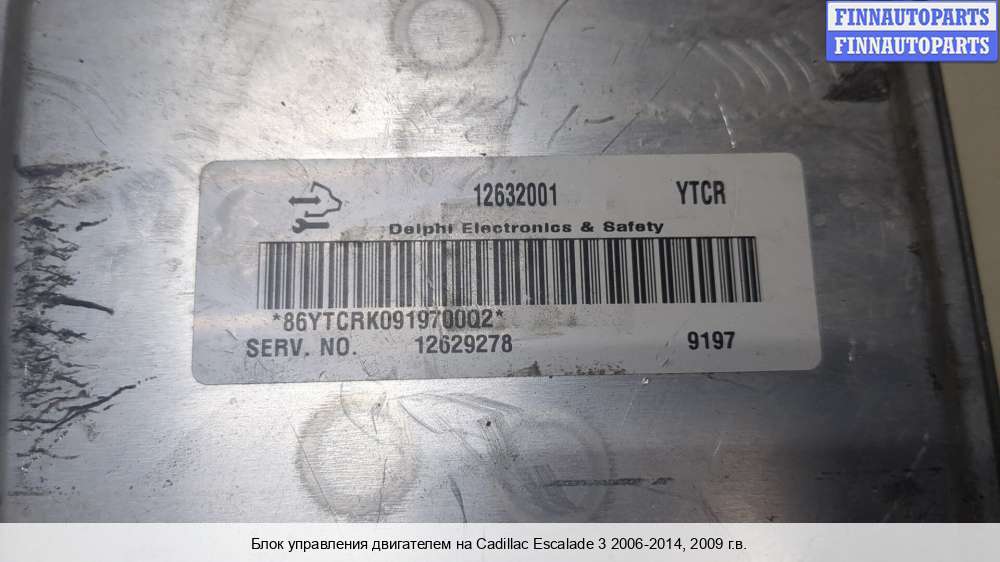 FINNAUTOPARTS
FINNAUTOPARTS
12632001 YTCR
Delphi Electronics & Safety
*86YTCRK091970002*
SERV. NO. 12629278 9197
Блок управления двигателем на Cadillac Escalade 3 2006-2014, 2009 г.в.